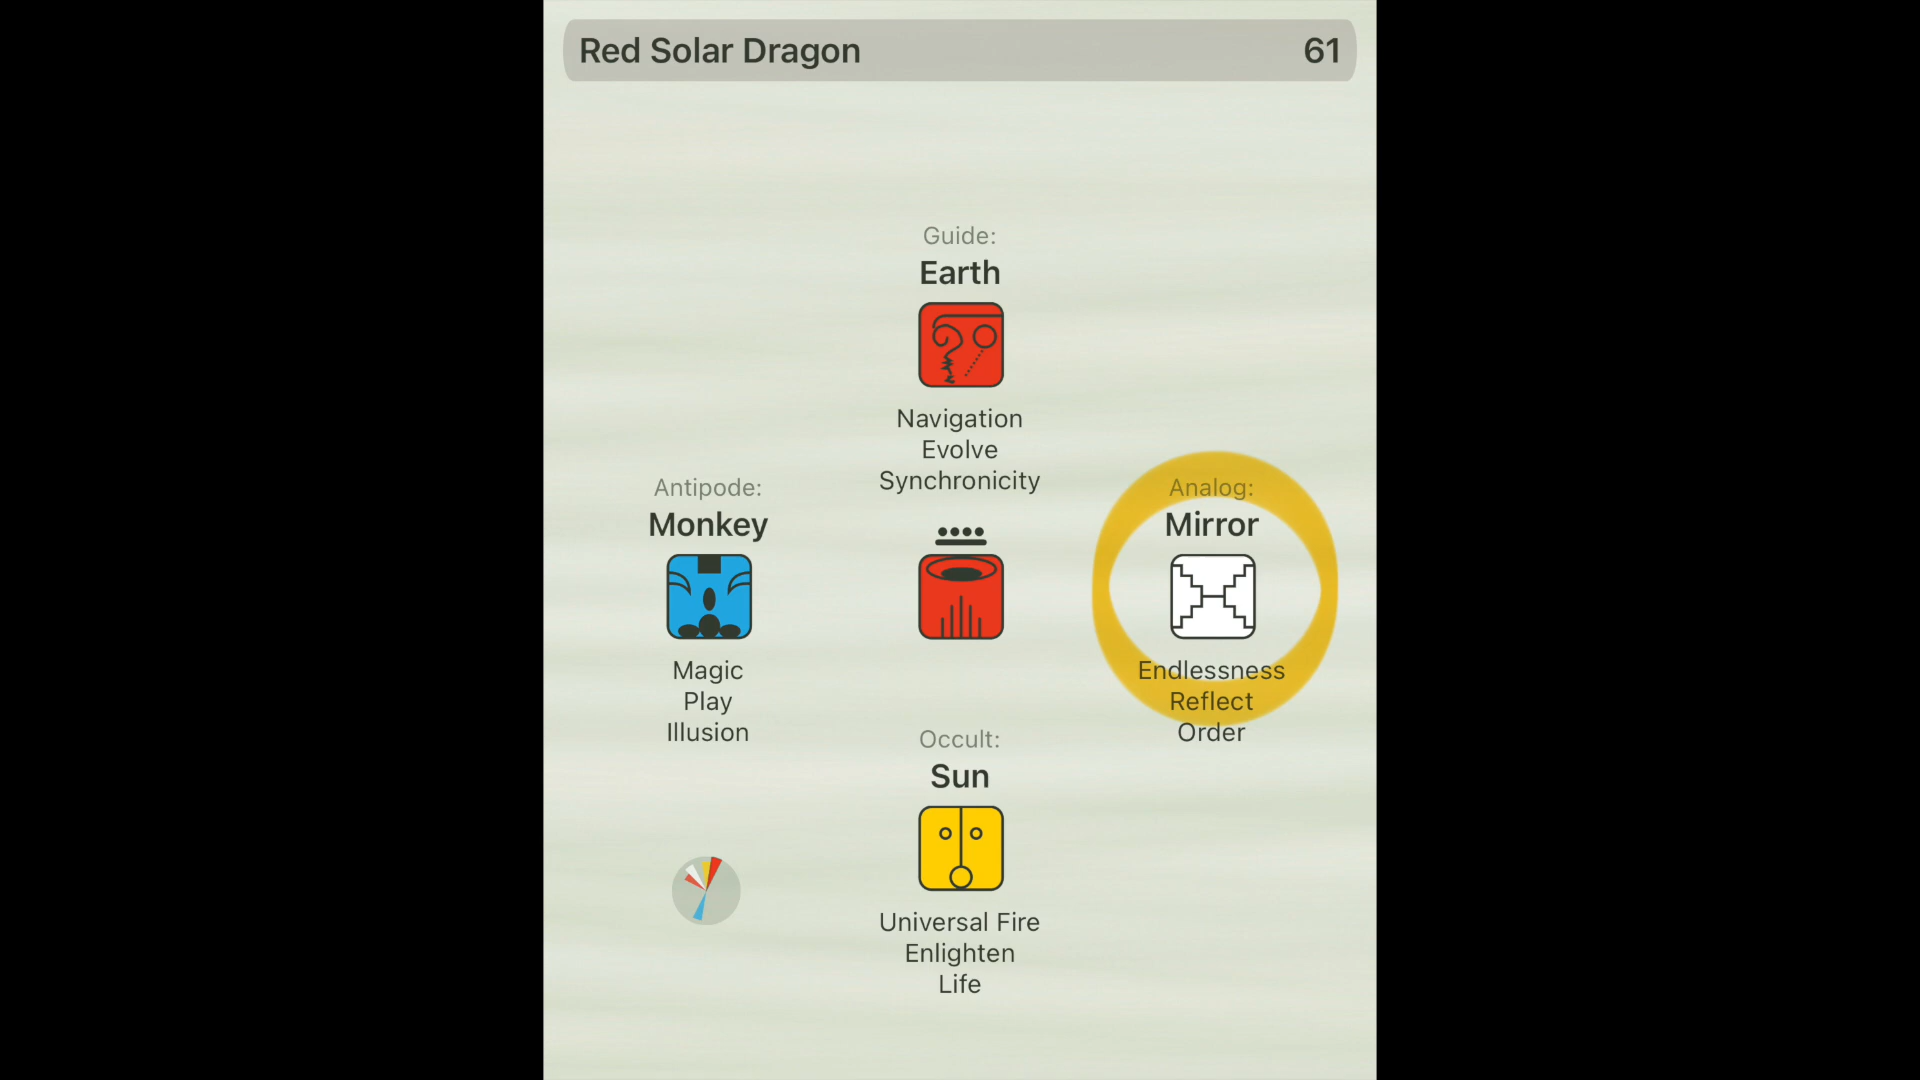 Red Solar Dragon 61
Guide:
Earth
Navigation
Evolve
Synchronicity
Antipode:
Monkey
Magic
Play
Illusion
Analog:
Mirror
Endlessness
Reflect
Order
Occult:
Sun
Universal Fire
Enlighten
Life